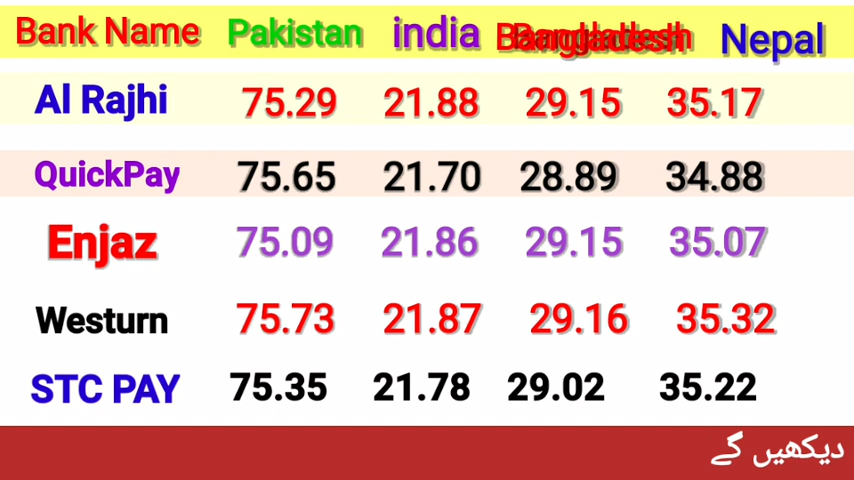 Bank Name Pakistan india Bangladesh Nepal
Al Rajhi 75.29 21.88 29.15 35.17
QuickPay 75.65 21.70 28.89 34.88
Enjaz 75.09 21.86 29.15 35.07
Westurn 75.73 21.87 29.16 35.32
STC PAY 75.35 21.78 29.02 35.22
دیکھیں گے